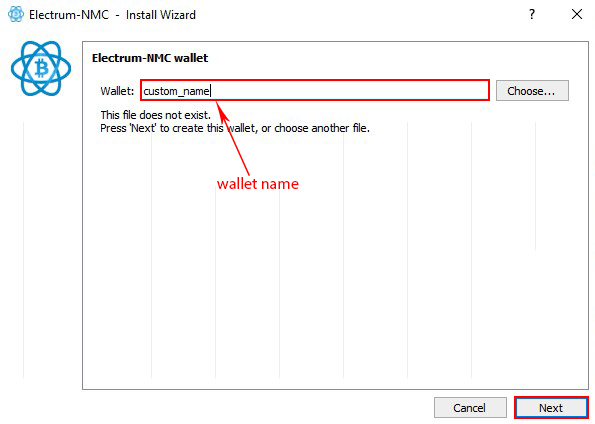 Electrum-NMC - Install Wizard
Electrum-NMC wallet
Wallet: custom_name Choose...
This file does not exist.
Press 'Next' to create this wallet, or choose another file.
wallet name
Cancel Next